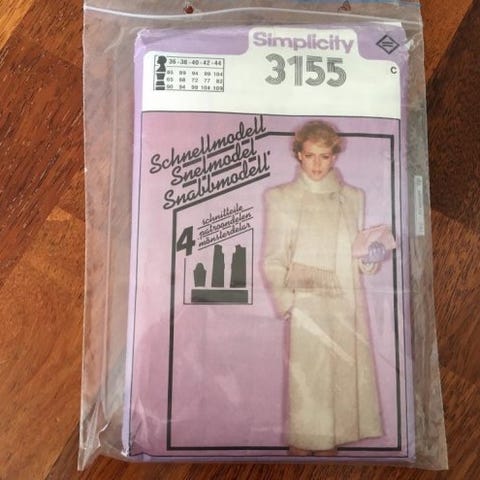 Simplicity
3155
C
36-38-40-42-44
85 89 94 99 104
65 68 72 77 82
90 94 99 104 109
Schnellmodell
Snelmodel
Snabbmodell
4
schnitteile
patroondelen
mönsterdelar